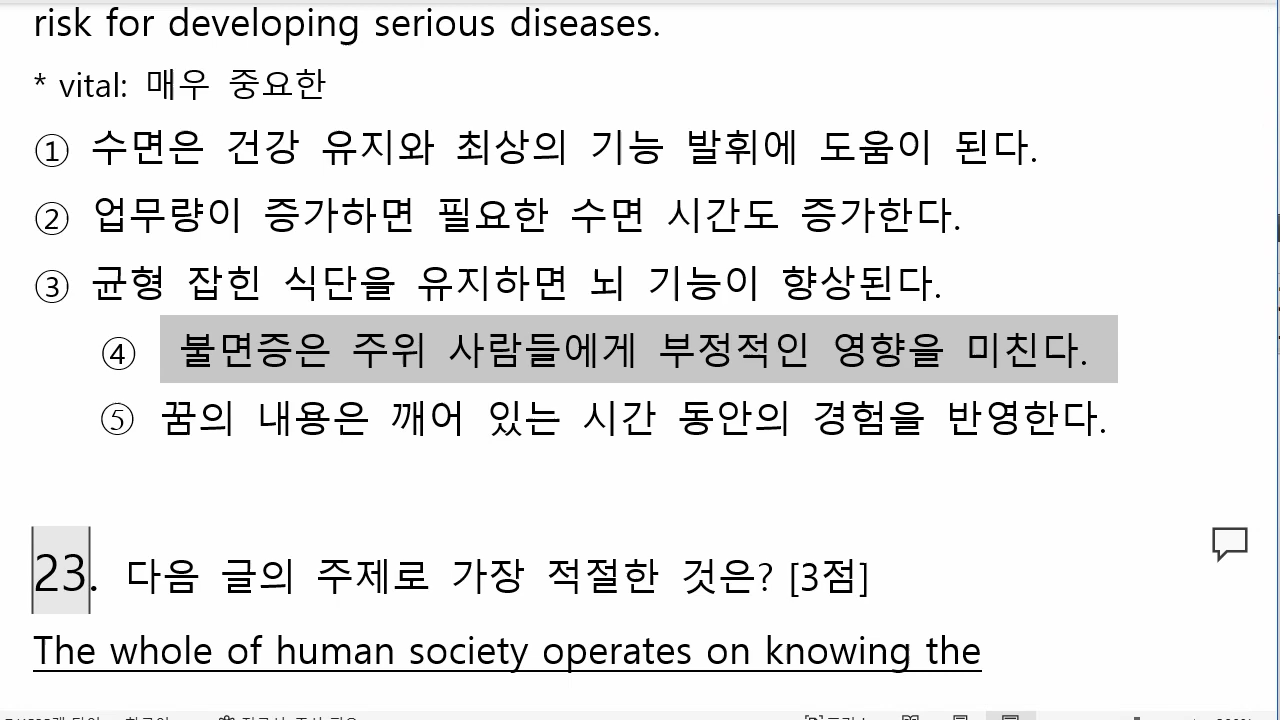 risk for developing serious diseases.
* vital: 매우 중요한
① 수면은 건강 유지와 최상의 기능 발휘에 도움이 된다.
② 업무량이 증가하면 필요한 수면 시간도 증가한다.
③ 균형 잡힌 식단을 유지하면 뇌 기능이 향상된다.
④ 불면증은 주위 사람들에게 부정적인 영향을 미친다.
⑤ 꿈의 내용은 깨어 있는 시간 동안의 경험을 반영한다.
23. 다음 글의 주제로 가장 적절한 것은? [3점]
The whole of human society operates on knowing the